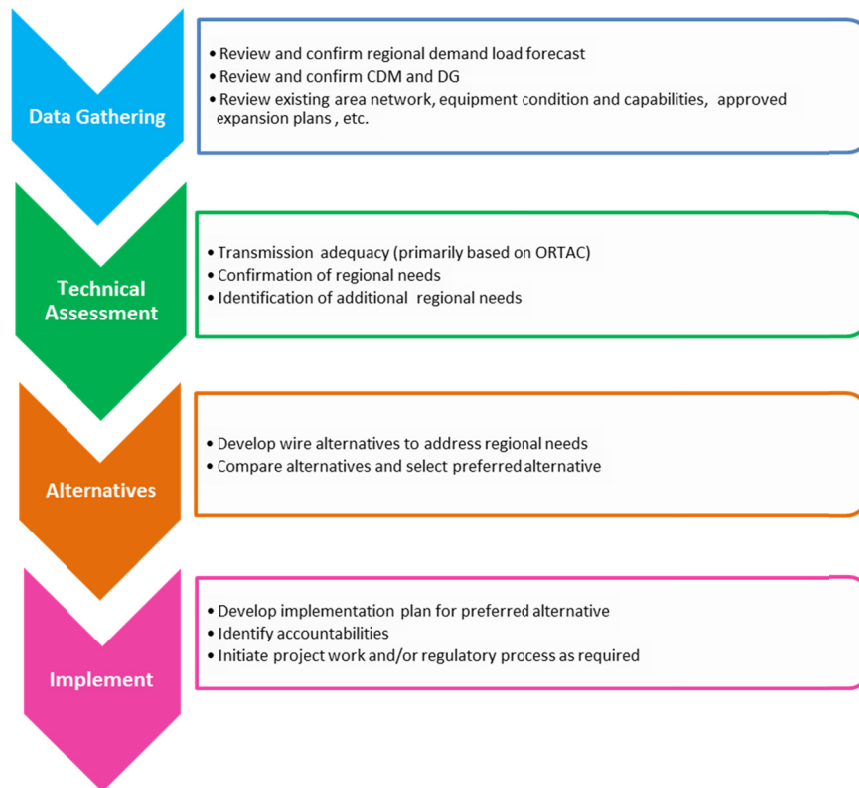 Data Gathering
• Review and confirm regional demand load forecast
• Review and confirm CDM and DG
• Review existing area network, equipment condition and capabilities, approved
expansion plans , etc.
Technical
Assessment
• Transmission adequacy (primarily based on ORTAC)
• Confirmation of regional needs
• Identification of additional regional needs
Alternatives
• Develop wire alternatives to address regional needs
• Compare alternatives and select preferred alternative
Implement
• Develop implementation plan for preferred alternative
• Identify accountabilities
• Initiate project work and/or regulatory process as required